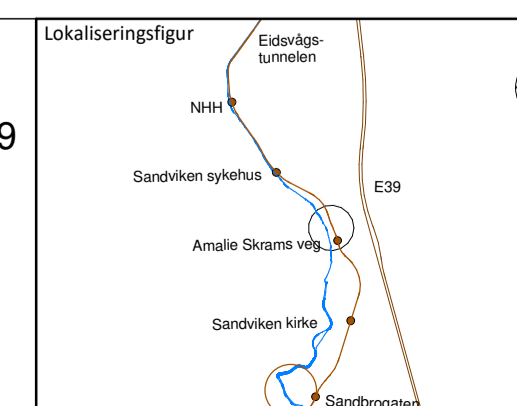 Lokaliseringsfigur
Eidsvågs-
tunnelen
9
NHH
Sandviken sykehus
E39
Amalie Skrams veg
Sandviken kirke
Sandbrogaten